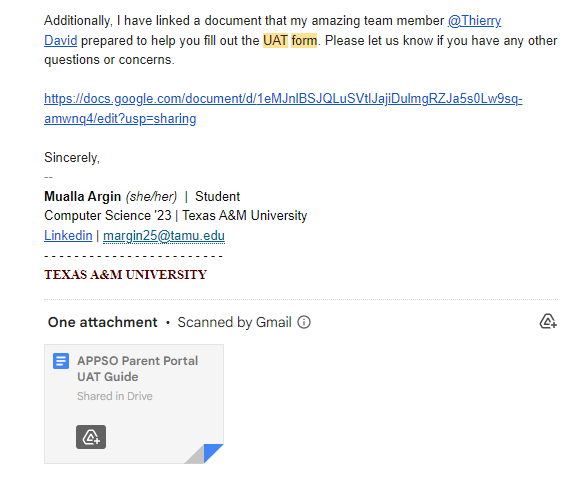 Additionally, I have linked a document that my amazing team member @Thierry
David prepared to help you fill out the UAT form. Please let us know if you have any other
questions or concerns.
https://docs.google.com/document/d/1eMJnlBSJQLuSVtlJajiDulmgRZJa5s0Lw9sq-
amwnq4/edit?usp=sharing
Sincerely,
--
Mualla Argin (she/her) | Student
Computer Science '23 | Texas A&M University
Linkedin | margin25@tamu.edu
- - - - - - - - - - - - - - - - - - - - - - - -
TEXAS A&M UNIVERSITY
One attachment • Scanned by Gmail
APPSO Parent Portal
UAT Guide
Shared in Drive